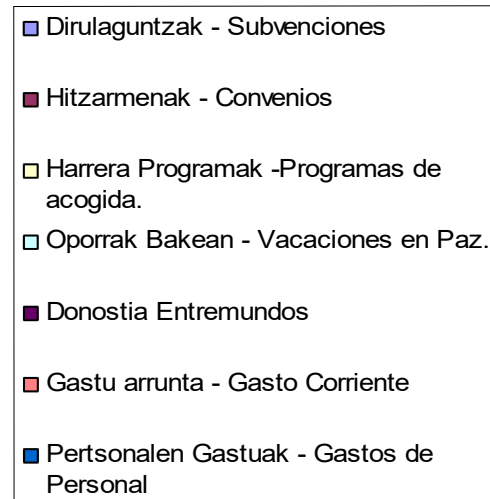 Dirulaguntzak - Subvenciones
Hitzarmenak - Convenios
Harrera Programak -Programas de
acogida.
Oporrak Bakean - Vacaciones en Paz.
Donostia Entremundos
Gastu arrunta - Gasto Corriente
Pertsonalen Gastuak - Gastos de
Personal